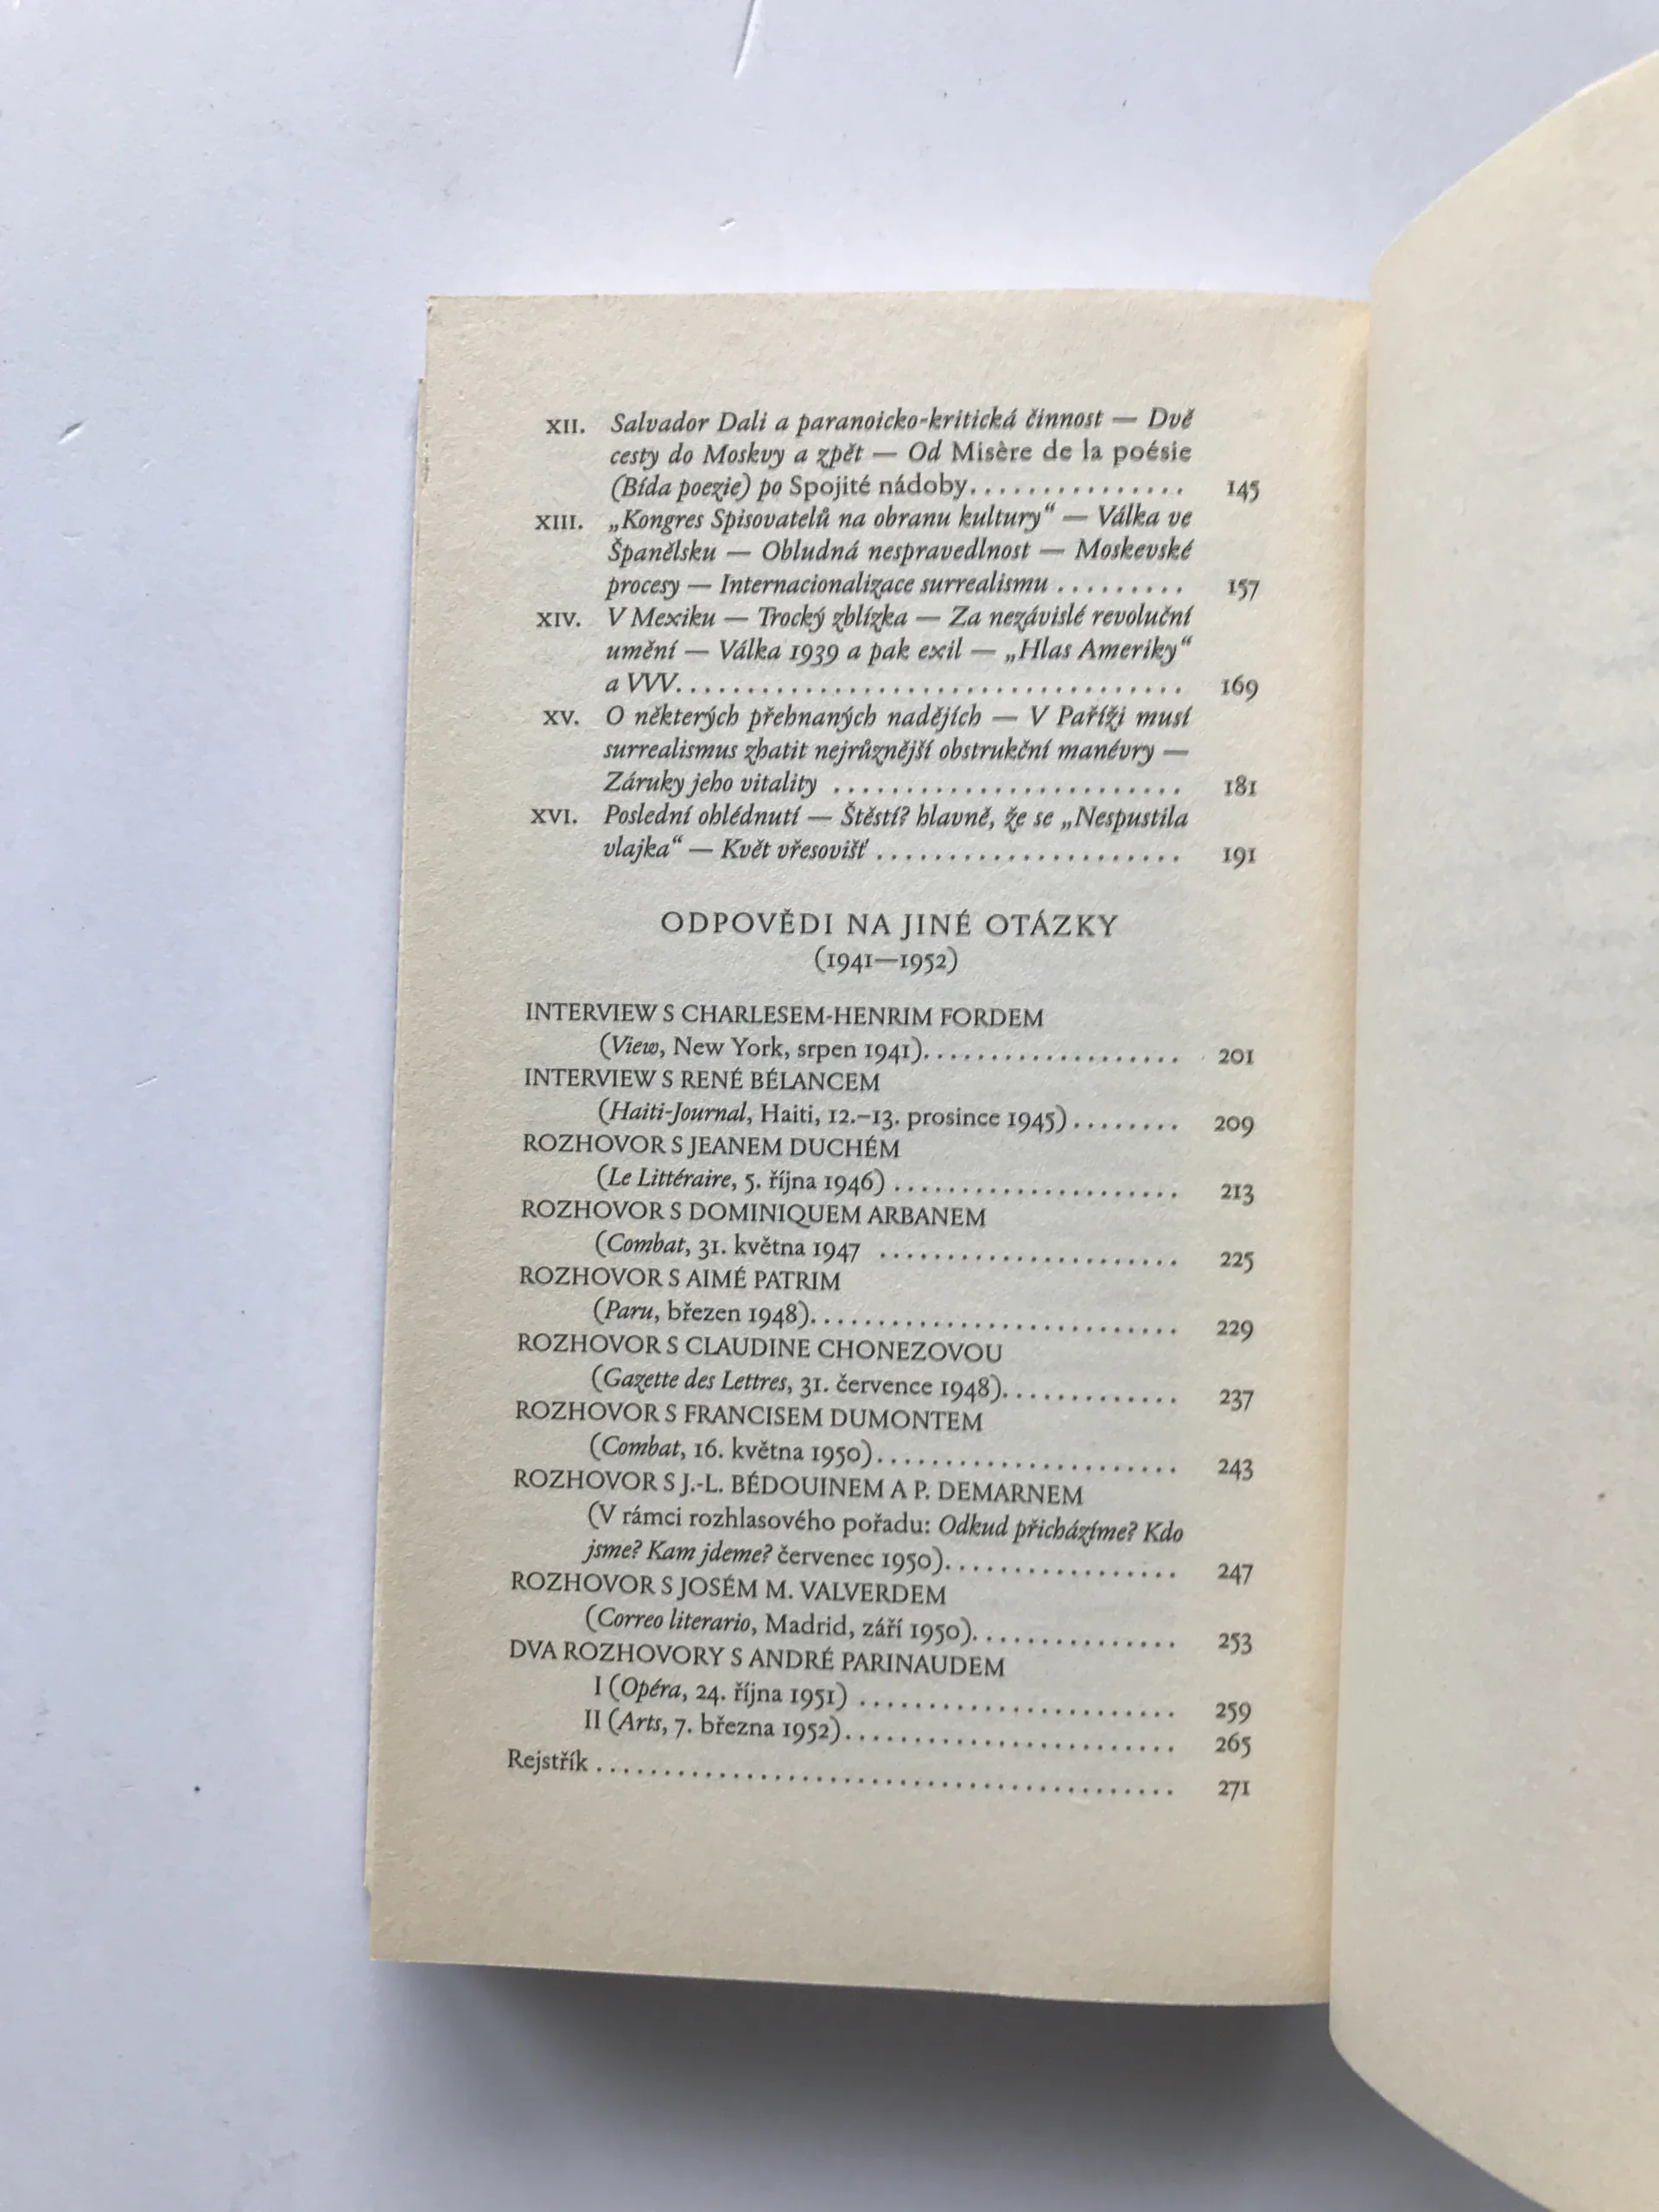 XII. Salvador Dali a paranoicko-kritická činnost — Dvě
cesty do Moskvy a zpět — Od Misère de la poésie
(Bída poezie) po Spojité nádoby............... 145
XIII. „Kongres Spisovatelů na obranu kultury“ — Válka ve
Španělsku — Obludná nespravedlnost — Moskevské
procesy — Internacionalizace surrealismu ......... 157
XIV. V Mexiku — Trocký zblízka — Za nezávislé revoluční
umění — Válka 1939 a pak exil — „Hlas Ameriky“
a VVV.................................... 169
XV. O některých přehnaných nadějích — V Paříži musí
surrealismus zhatit nejrůznější obstrukční manévry —
Záruky jeho vitality ......................... 181
XVI. Poslední ohlédnutí — Štěstí? hlavně, že se „Nespustila
vlajka“ — Květ vřesovišť ...................... 191
ODPOVĚDI NA JINÉ OTÁZKY
(1941—1952)
INTERVIEW S CHARLESEM-HENRIM FORDEM
(View, New York, srpen 1941)................... 201
INTERVIEW S RENÉ BÉLANCEM
(Haiti-Journal, Haiti, 12.–13. prosince 1945)........ 209
ROZHOVOR S JEANEM DUCHÉM
(Le Littéraire, 5. října 1946) ..................... 213
ROZHOVOR S DOMINIQUEM ARBANEM
(Combat, 31. května 1947 ...................... 225
ROZHOVOR S AIMÉ PATRIM
(Paru, březen 1948)........................... 229
ROZHOVOR S CLAUDINE CHONEZOVOU
(Gazette des Lettres, 31. července 1948)............. 237
ROZHOVOR S FRANCISEM DUMONTEM
(Combat, 16. května 1950)...................... 243
ROZHOVOR S J.-L. BÉDOUINEM A P. DEMARNEM
(V rámci rozhlasového pořadu: Odkud přicházíme? Kdo
jsme? Kam jdeme? červenec 1950)................. 247
ROZHOVOR S JOSÉM M. VALVERDEM
(Correo literario, Madrid, září 1950)............... 253
DVA ROZHOVORY S ANDRÉ PARINAUDEM
I (Opéra, 24. října 1951) ....................... 259
II (Arts, 7. března 1952)........................ 265
Rejstřík ........................................... 271